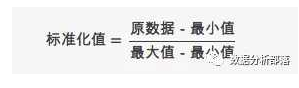 标准化值 = 原数据 - 最小值
最大值 - 最小值
数据分析部落